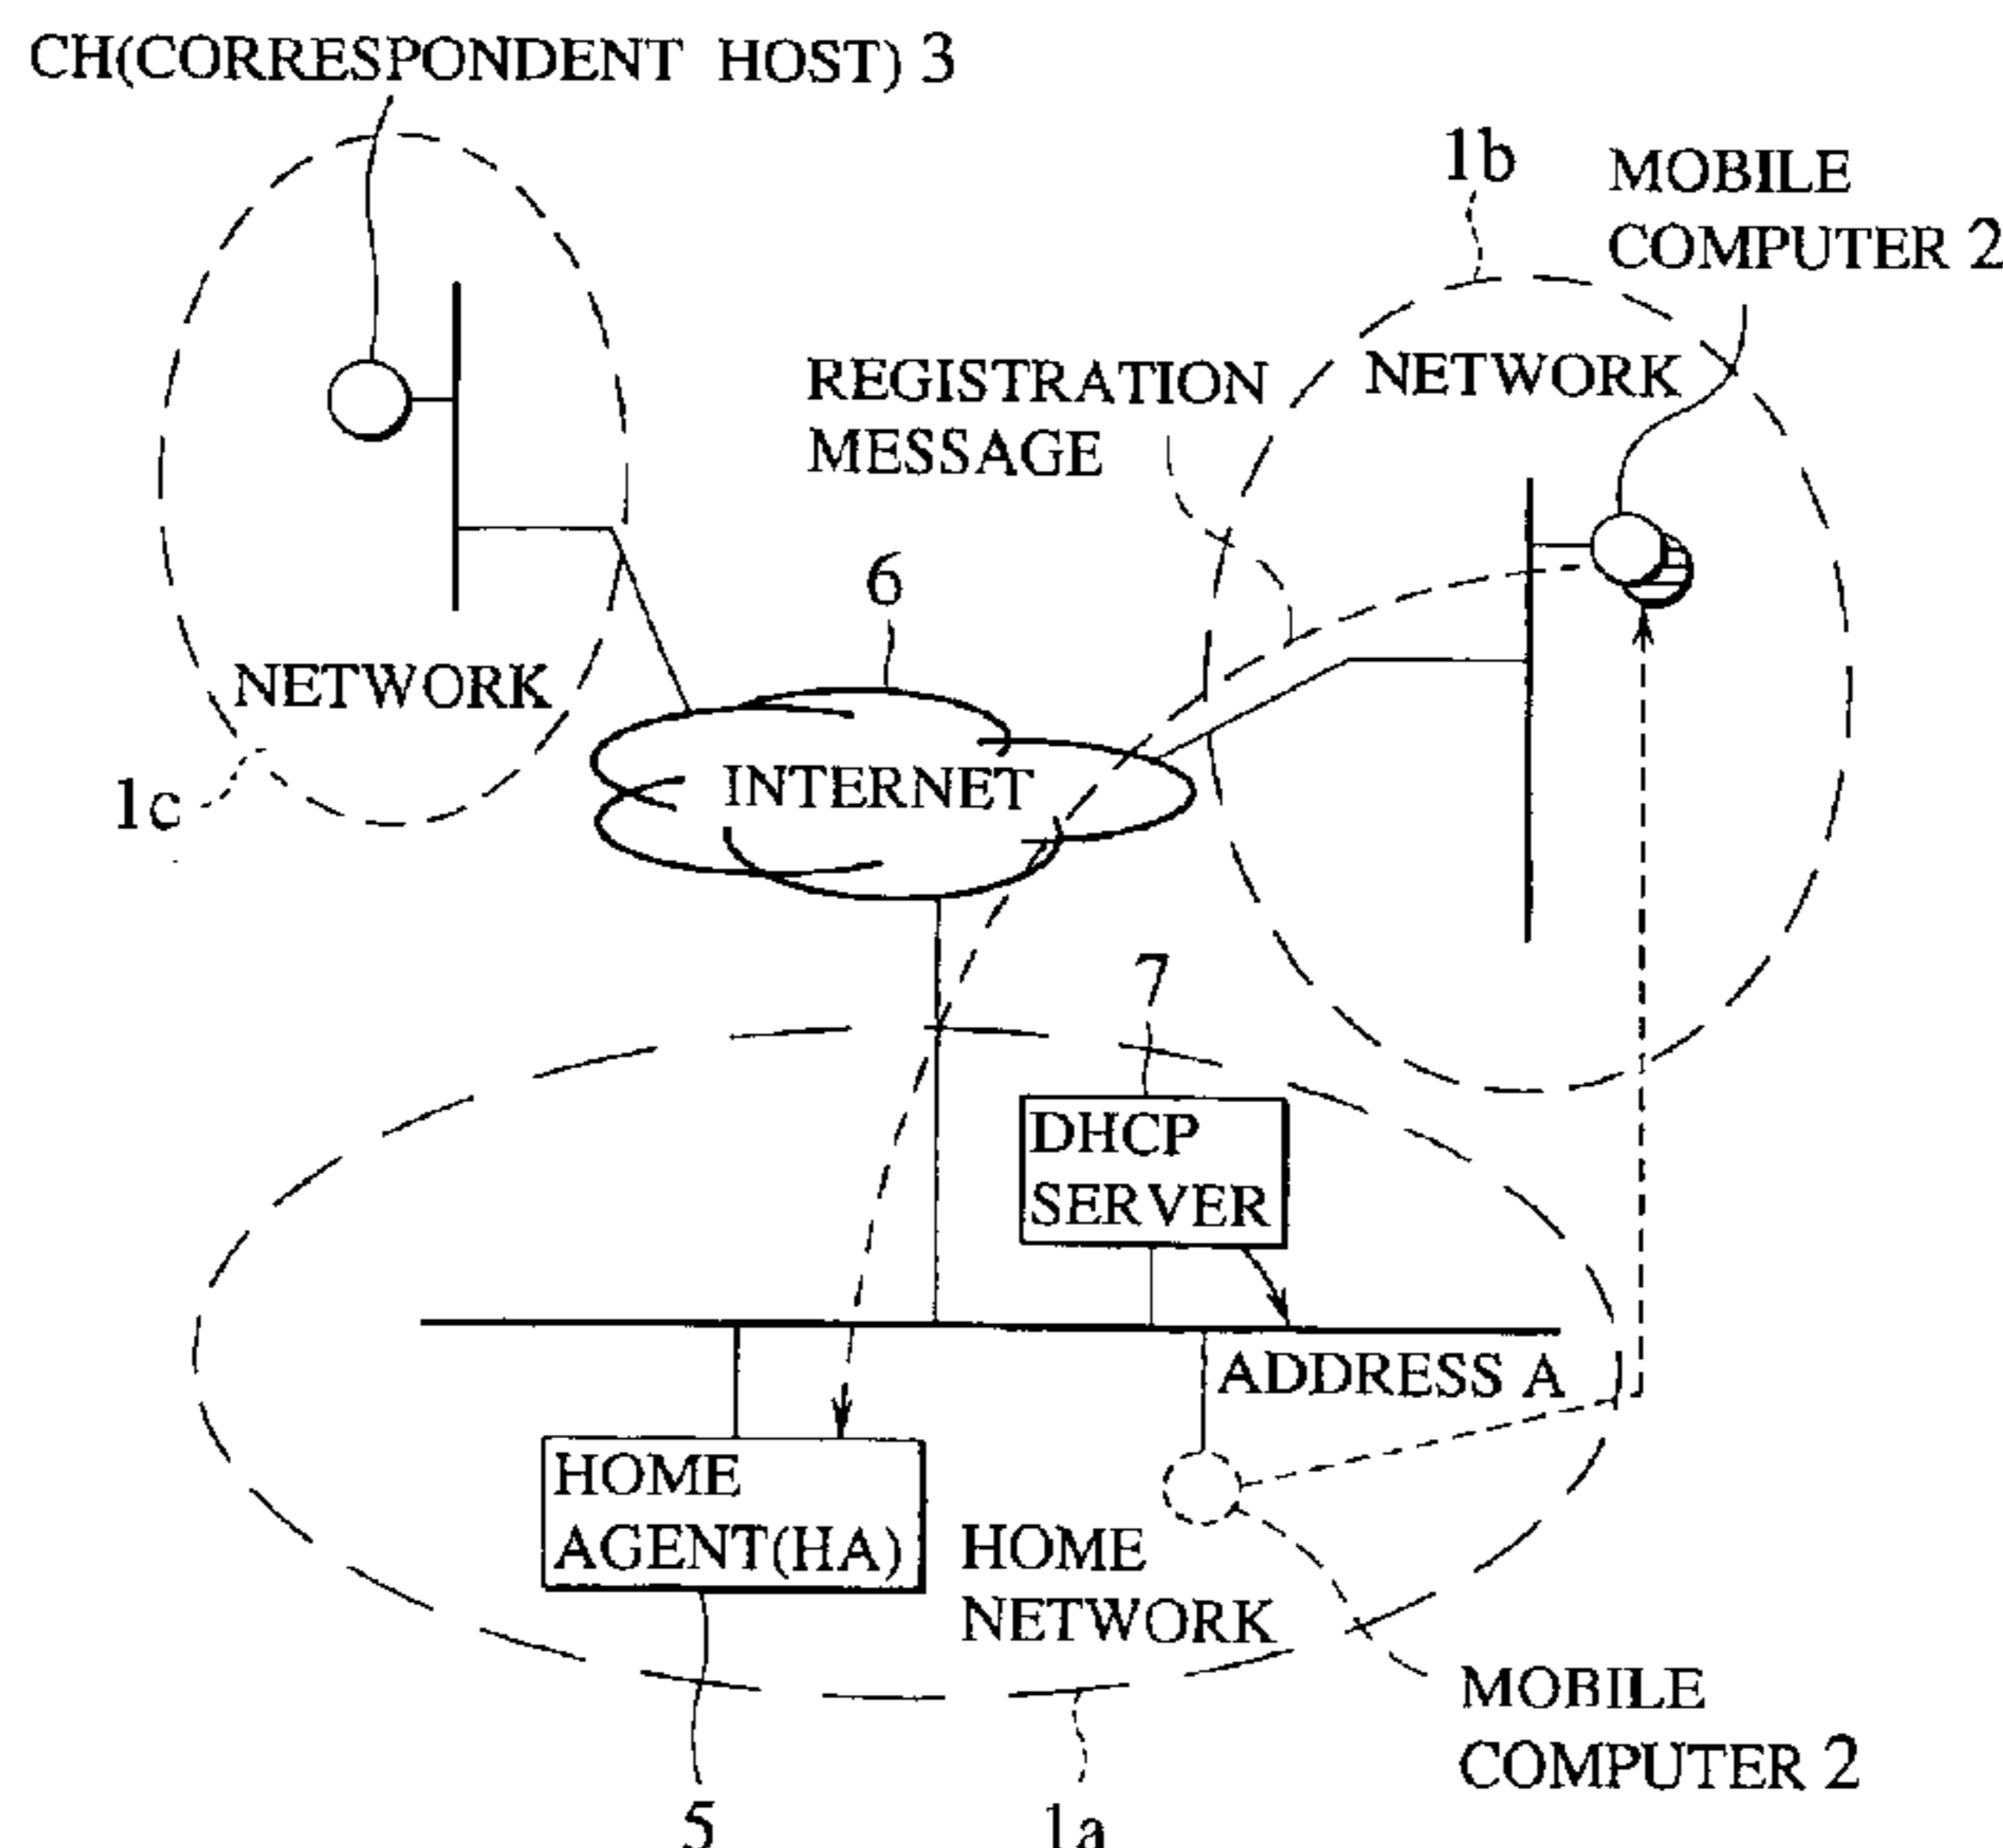 CH(CORRESPONDENT HOST) 3
1b
MOBILE
COMPUTER 2
REGISTRATION
MESSAGE
NETWORK
6
NETWORK
INTERNET
1c
7
DHCP
SERVER
ADDRESS A
HOME
AGENT(HA)
HOME
NETWORK
MOBILE
COMPUTER 2
5
1a